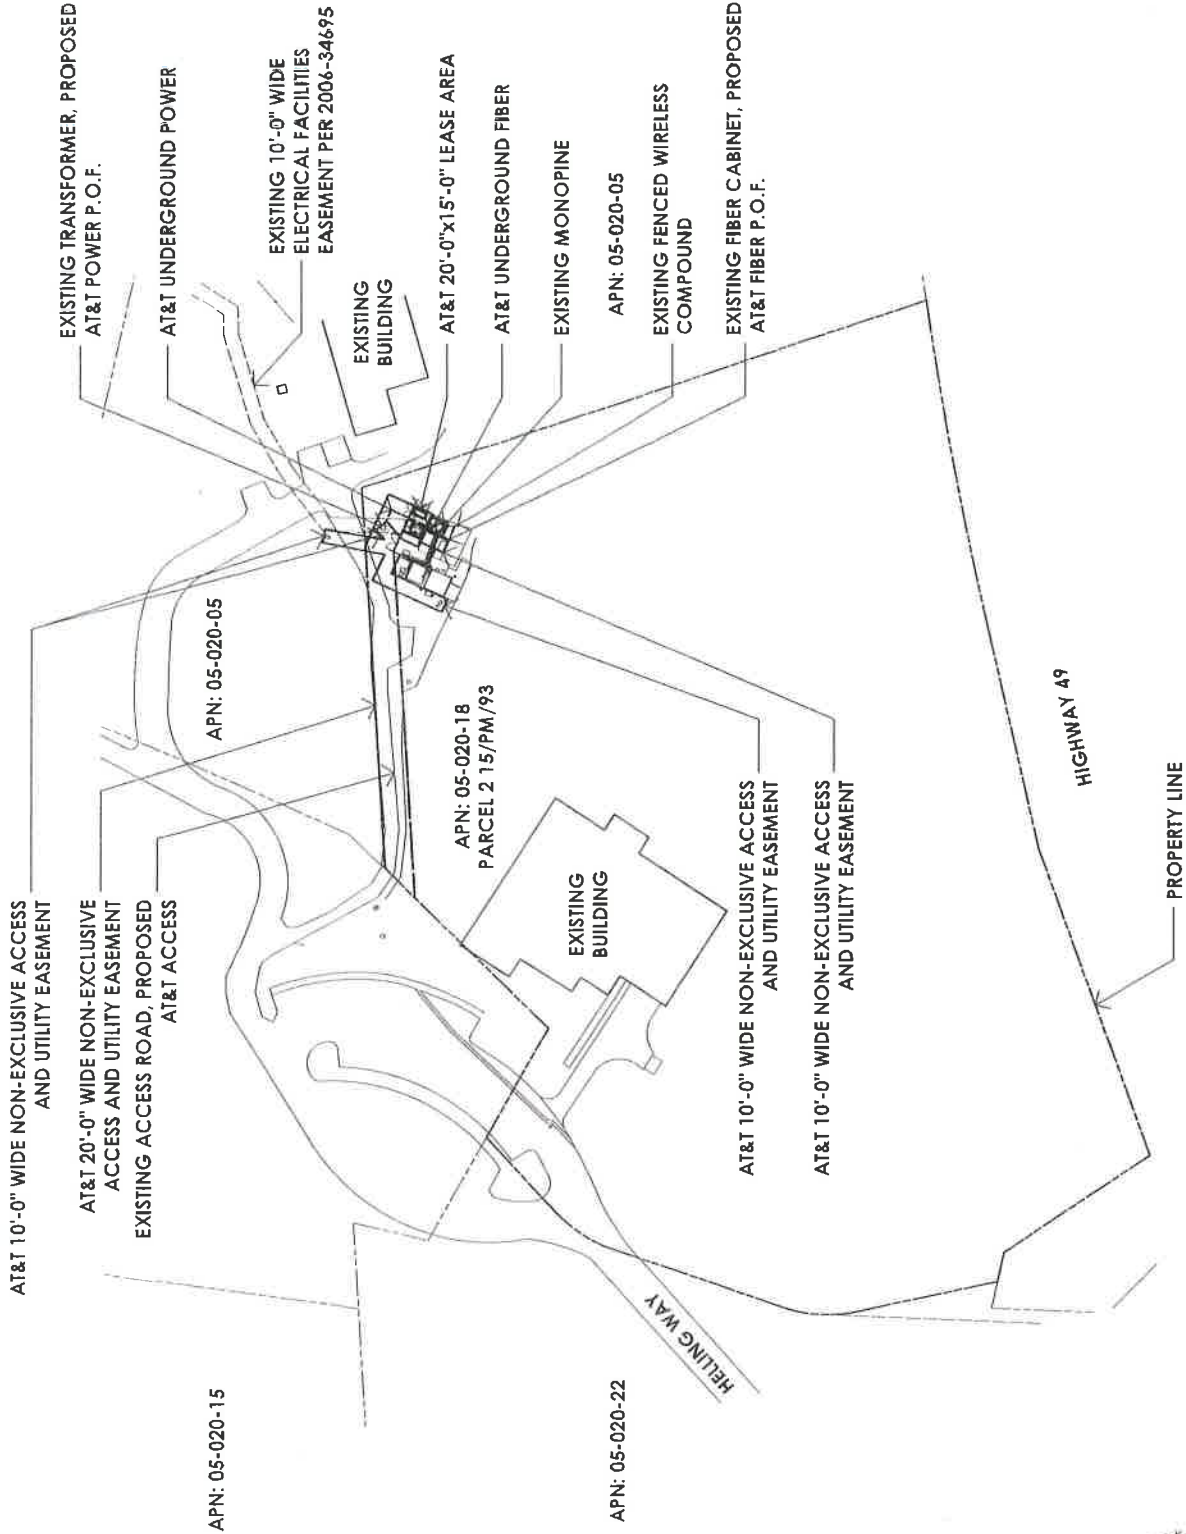 AT&T 10'-0" WIDE NON-EXCLUSIVE ACCESS
AND UTILITY EASEMENT
AT&T 20'-0" WIDE NON-EXCLUSIVE
ACCESS AND UTILITY EASEMENT
EXISTING ACCESS ROAD, PROPOSED
AT&T ACCESS
EXISTING TRANSFORMER, PROPOSED
AT&T POWER P.O.F.
AT&T UNDERGROUND POWER
EXISTING 10'-0" WIDE
ELECTRICAL FACILITIES
EASEMENT PER 2006-34695
EXISTING
BUILDING
AT&T 20'-0"x15'-0" LEASE AREA
AT&T UNDERGROUND FIBER
EXISTING MONOPINE
APN: 05-020-05
EXISTING FENCED WIRELESS
COMPOUND
EXISTING FIBER CABINET, PROPOSED
AT&T FIBER P.O.F.
APN: 05-020-15
APN: 05-020-05
APN: 05-020-18
PARCEL 2 15/PM/93
EXISTING
BUILDING
APN: 05-020-22
HELLING WAY
AT&T 10'-0" WIDE NON-EXCLUSIVE ACCESS
AND UTILITY EASEMENT
AT&T 10'-0" WIDE NON-EXCLUSIVE ACCESS
AND UTILITY EASEMENT
HIGHWAY 49
PROPERTY LINE